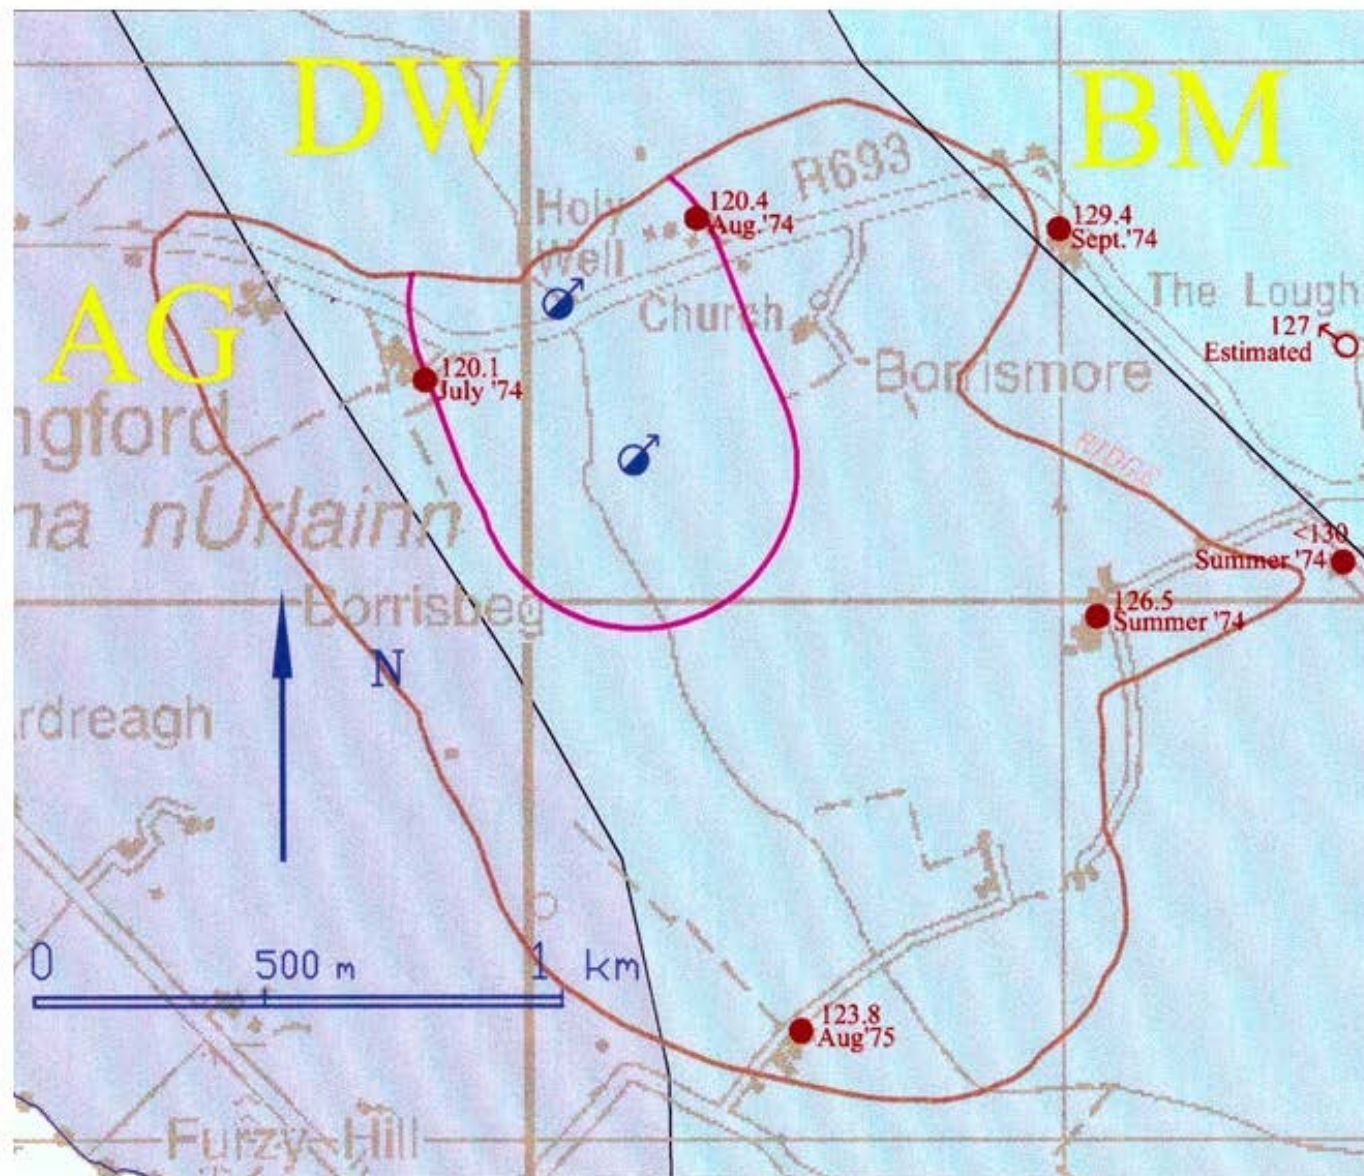 DW
BM
R693
Holy
Well
120.4
Aug.'74
129.4
Sept.'74
The Lough
127
Estimated
AG
Church
120.1
July '74
Borrismore
ngford
RIDGE
na nUrlainn
<130
Summer '74
126.5
Summer '74
Borrisbeg
N
rdreagh
0
500 m
1 km
123.8
Aug'75
Furzy Hill